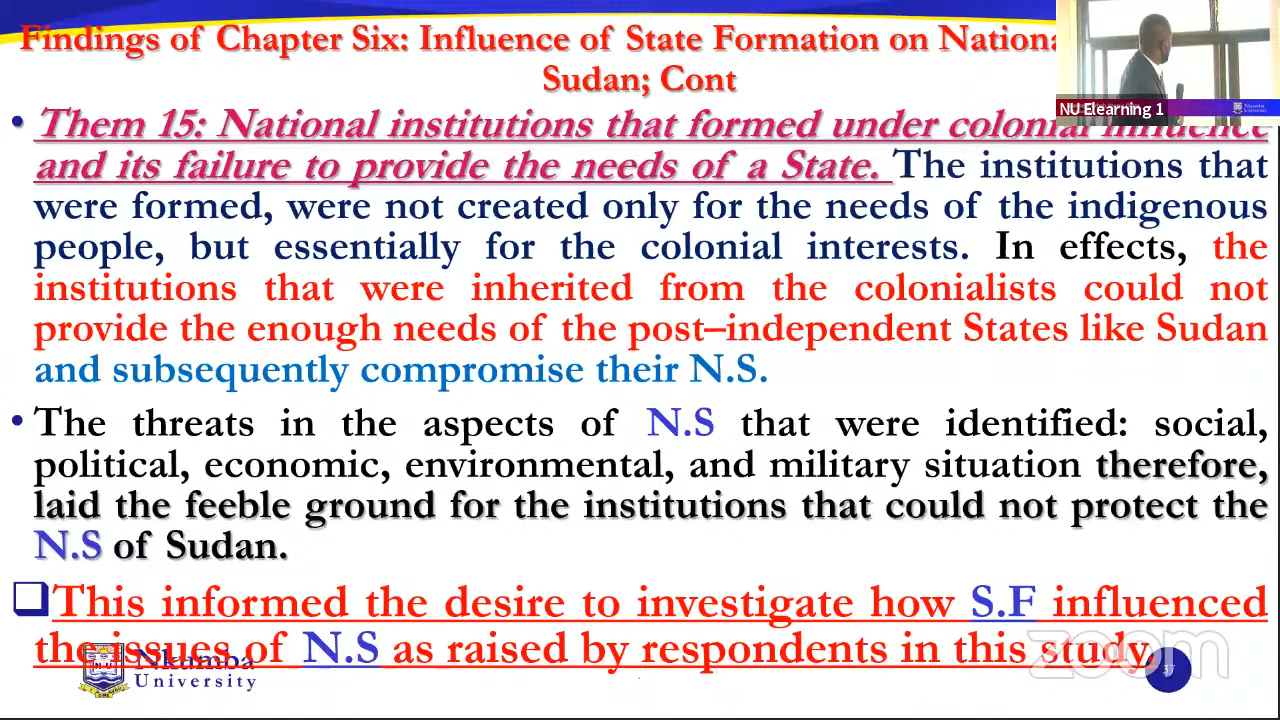 Findings of Chapter Six: Influence of State Formation on Nationa
Sudan; Cont
NU Elearning 1
Nkumba
University
• Them 15: National institutions that formed under colonial influence
and its failure to provide the needs of a State. The institutions that
were formed, were not created only for the needs of the indigenous
people, but essentially for the colonial interests. In effects, the
institutions that were inherited from the colonialists could not
provide the enough needs of the post–independent States like Sudan
and subsequently compromise their N.S.
• The threats in the aspects of N.S that were identified: social,
political, economic, environmental, and military situation therefore,
laid the feeble ground for the institutions that could not protect the
N.S of Sudan.
❑This informed the desire to investigate how S.F influenced
the issues of N.S as raised by respondents in this study.
Nkumba
University
zoom
37